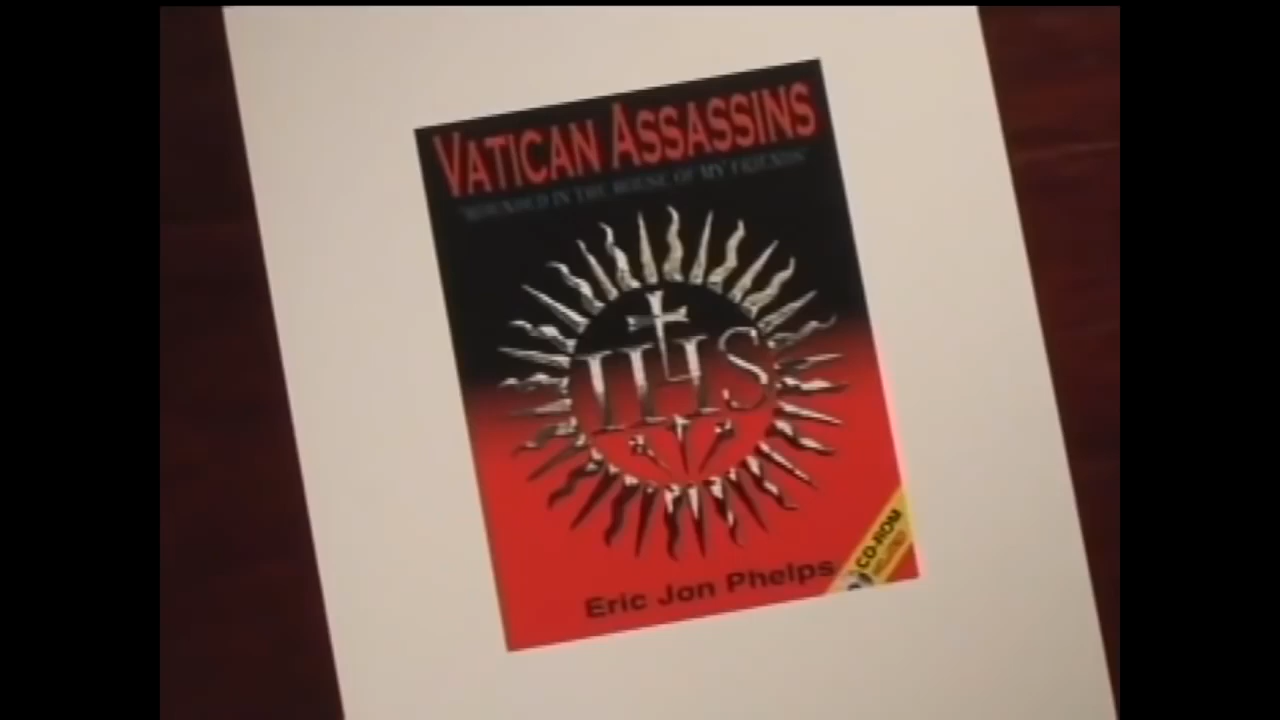 VATICAN ASSASSINS
"WOUNDED IN THE HOUSE OF MY FRIENDS"
IHS
CD-ROM
Eric Jon Phelps